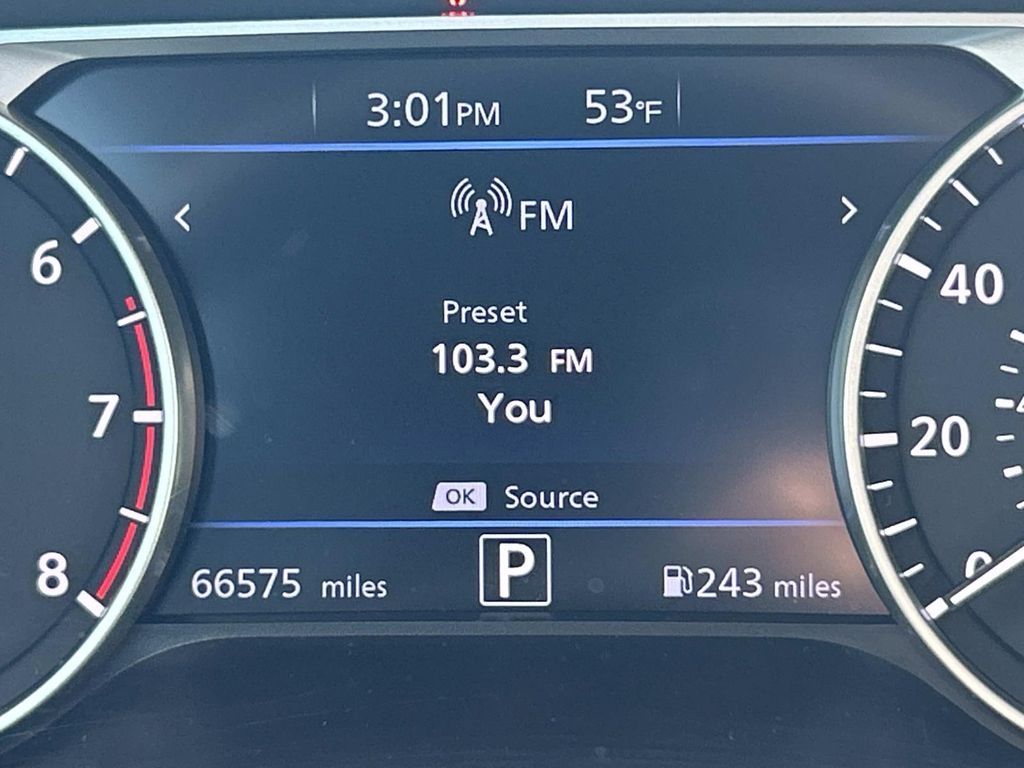 3:01PM 53°F
< FM >
Preset
103.3 FM
You
OK Source
66575 miles P 243 miles
6
7
8
40
20
0